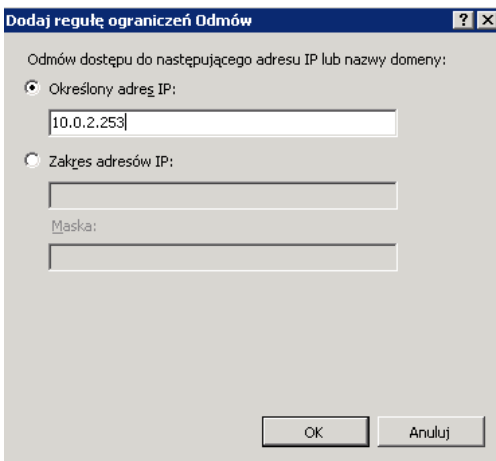 Dodaj regułę ograniczeń Odmów
Odmów dostępu do następującego adresu IP lub nazwy domeny:
Określony adres IP:
10.0.2.253
Zakres adresów IP:
Maska:
OK Anuluj